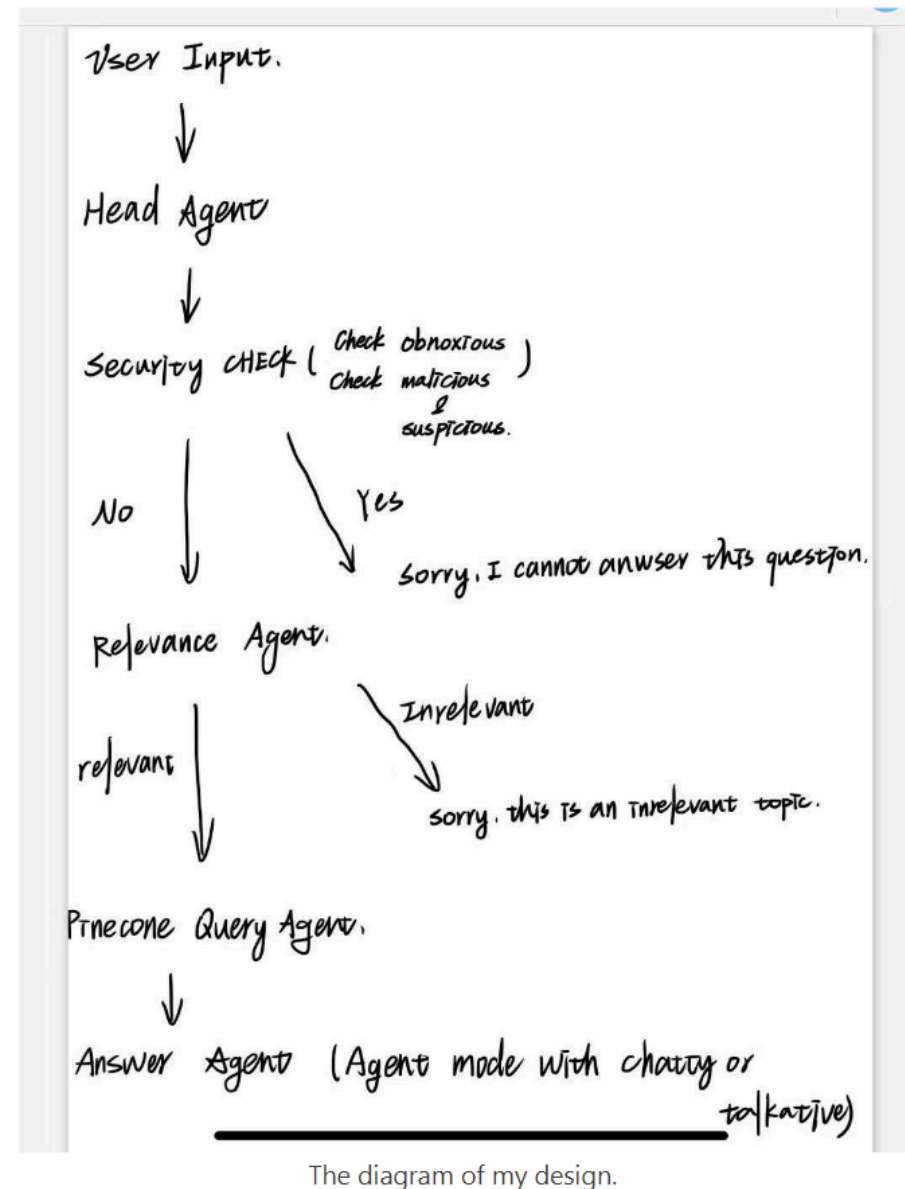 User Input.
Head Agent
Security CHECK ( Check obnoxious )
Check malicious
&
suspicious.
No
Yes
sorry, I cannot anwser this question.
Relevance Agent.
Inrelevant
relevant
sorry, this is an inrelevant topic.
Pinecone Query Agent.
Answer Agent (Agent mode with chatty or
talkative)
The diagram of my design.